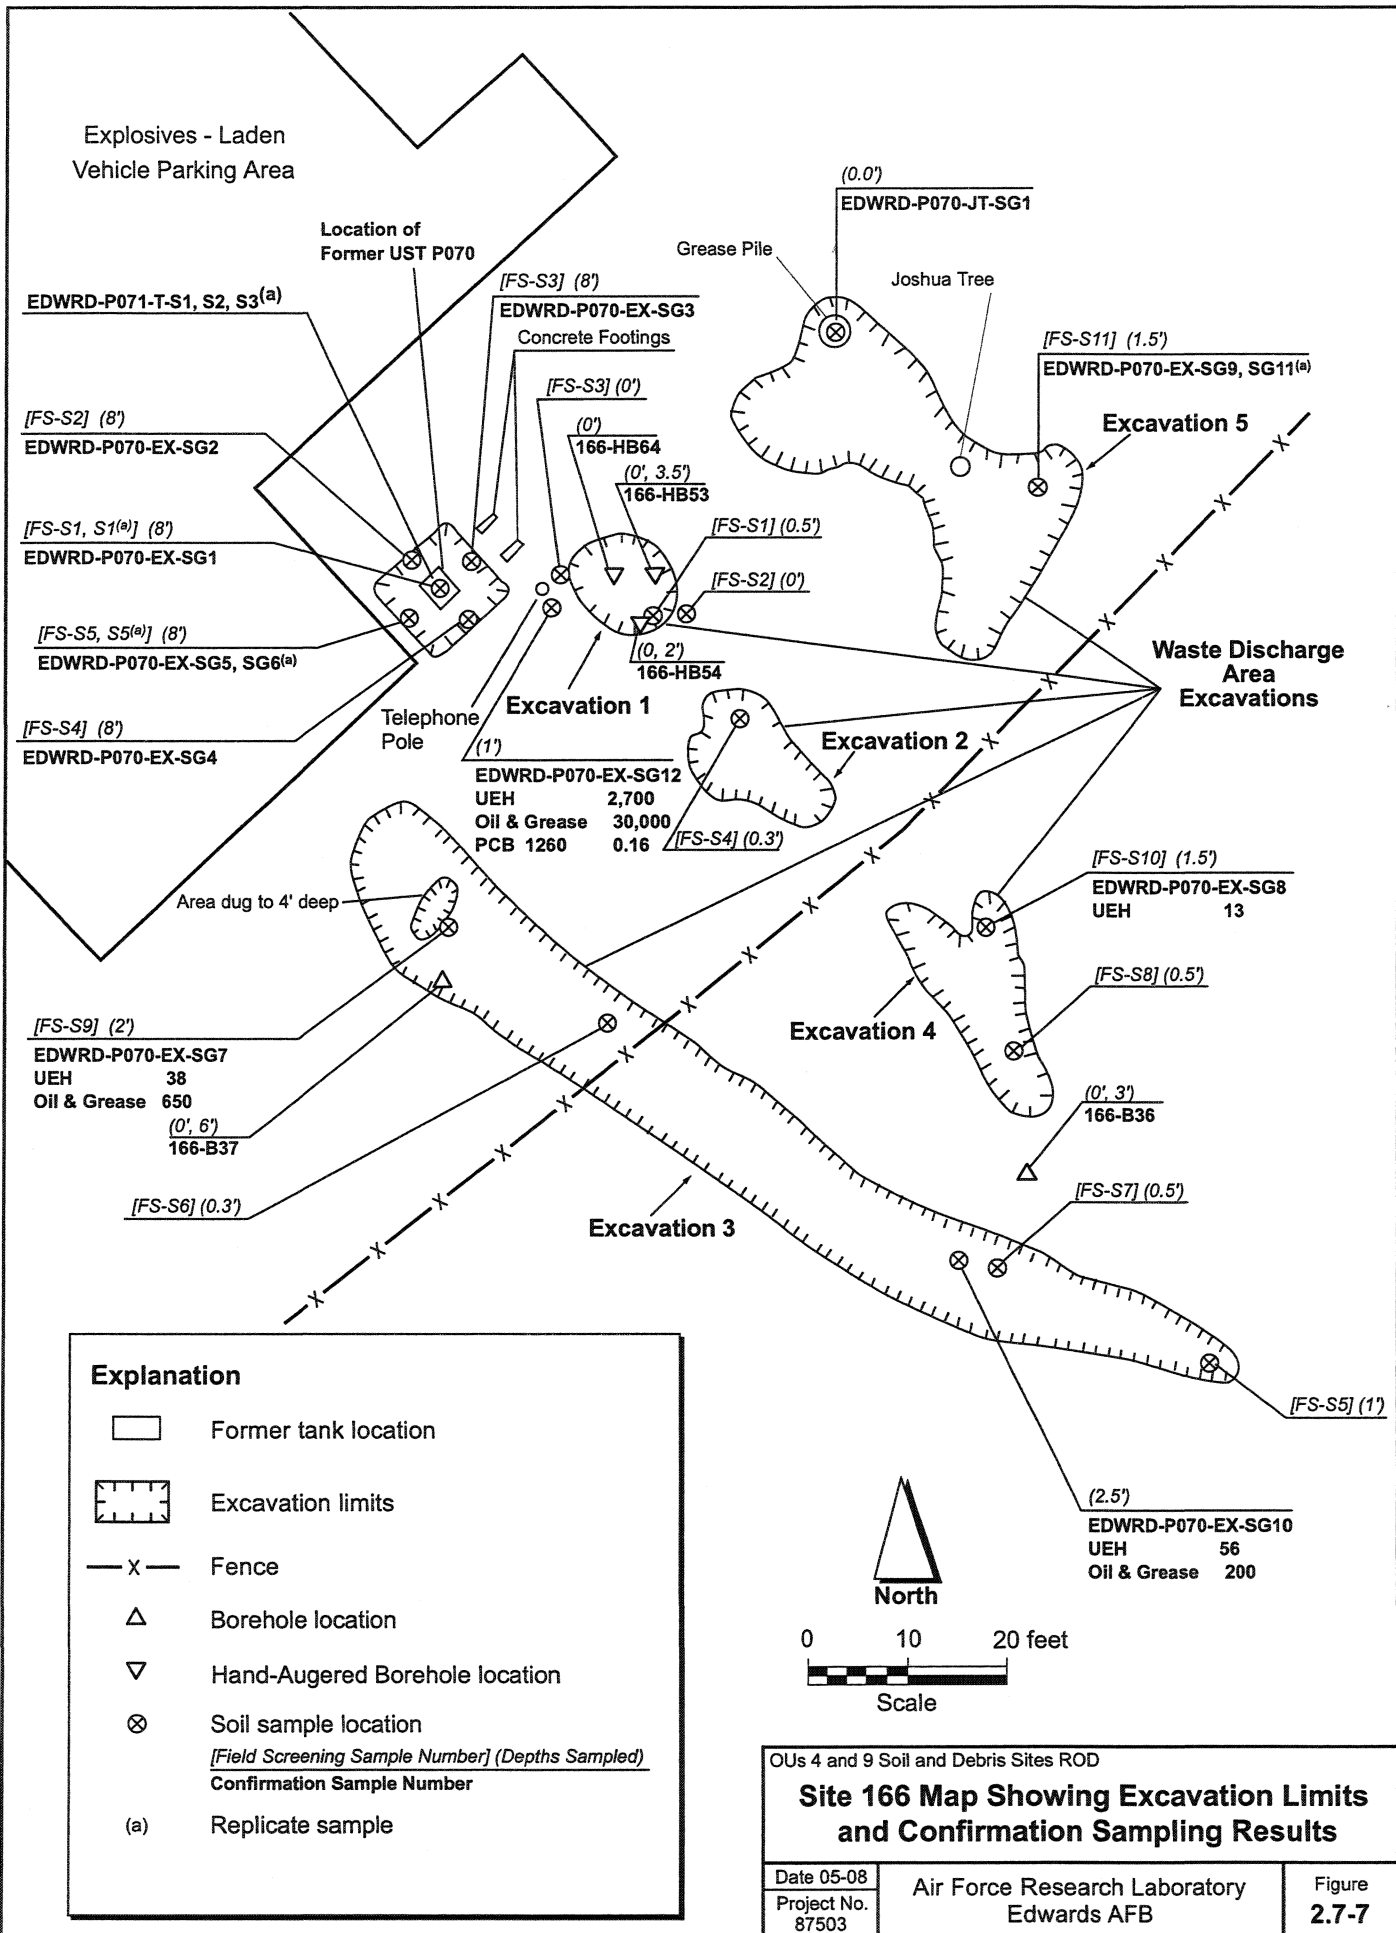 Explosives - Laden
Vehicle Parking Area
Location of
Former UST P070
EDWRD-P071-T-S1, S2, S3(a)
[FS-S3] (8')
EDWRD-P070-EX-SG3
Concrete Footings
(0.0')
EDWRD-P070-JT-SG1
Grease Pile
Joshua Tree
[FS-S11] (1.5')
EDWRD-P070-EX-SG9, SG11(a)
Excavation 5
[FS-S2] (8')
EDWRD-P070-EX-SG2
[FS-S3] (0')
(0')
166-HB64
(0', 3.5')
166-HB53
[FS-S1] (0.5')
[FS-S2] (0')
[FS-S1, S1(a)] (8')
EDWRD-P070-EX-SG1
[FS-S5, S5(a)] (8')
EDWRD-P070-EX-SG5, SG6(a)
(0, 2')
166-HB54
Waste Discharge
Area
Excavations
[FS-S4] (8')
EDWRD-P070-EX-SG4
Telephone
Pole
Excavation 1
Excavation 2
(1')
EDWRD-P070-EX-SG12
UEH 2,700
Oil & Grease 30,000
PCB 1260 0.16
[FS-S4] (0.3')
Area dug to 4' deep
[FS-S10] (1.5')
EDWRD-P070-EX-SG8
UEH 13
[FS-S8] (0.5')
Excavation 4
[FS-S9] (2')
EDWRD-P070-EX-SG7
UEH 38
Oil & Grease 650
(0', 6')
166-B37
(0', 3')
166-B36
[FS-S6] (0.3')
[FS-S7] (0.5')
Excavation 3
[FS-S5] (1')
(2.5')
EDWRD-P070-EX-SG10
UEH 56
Oil & Grease 200
X X X X X X X X X X X X X X X X X
Explanation
Former tank location
Excavation limits
X Fence
Borehole location
Hand-Augered Borehole location
Soil sample location
[Field Screening Sample Number] (Depths Sampled)
Confirmation Sample Number
(a) Replicate sample
North
0 10 20 feet
Scale
OUs 4 and 9 Soil and Debris Sites ROD
Site 166 Map Showing Excavation Limits
and Confirmation Sampling Results
Date 05-08
Project No.
87503
Air Force Research Laboratory
Edwards AFB
Figure
2.7-7